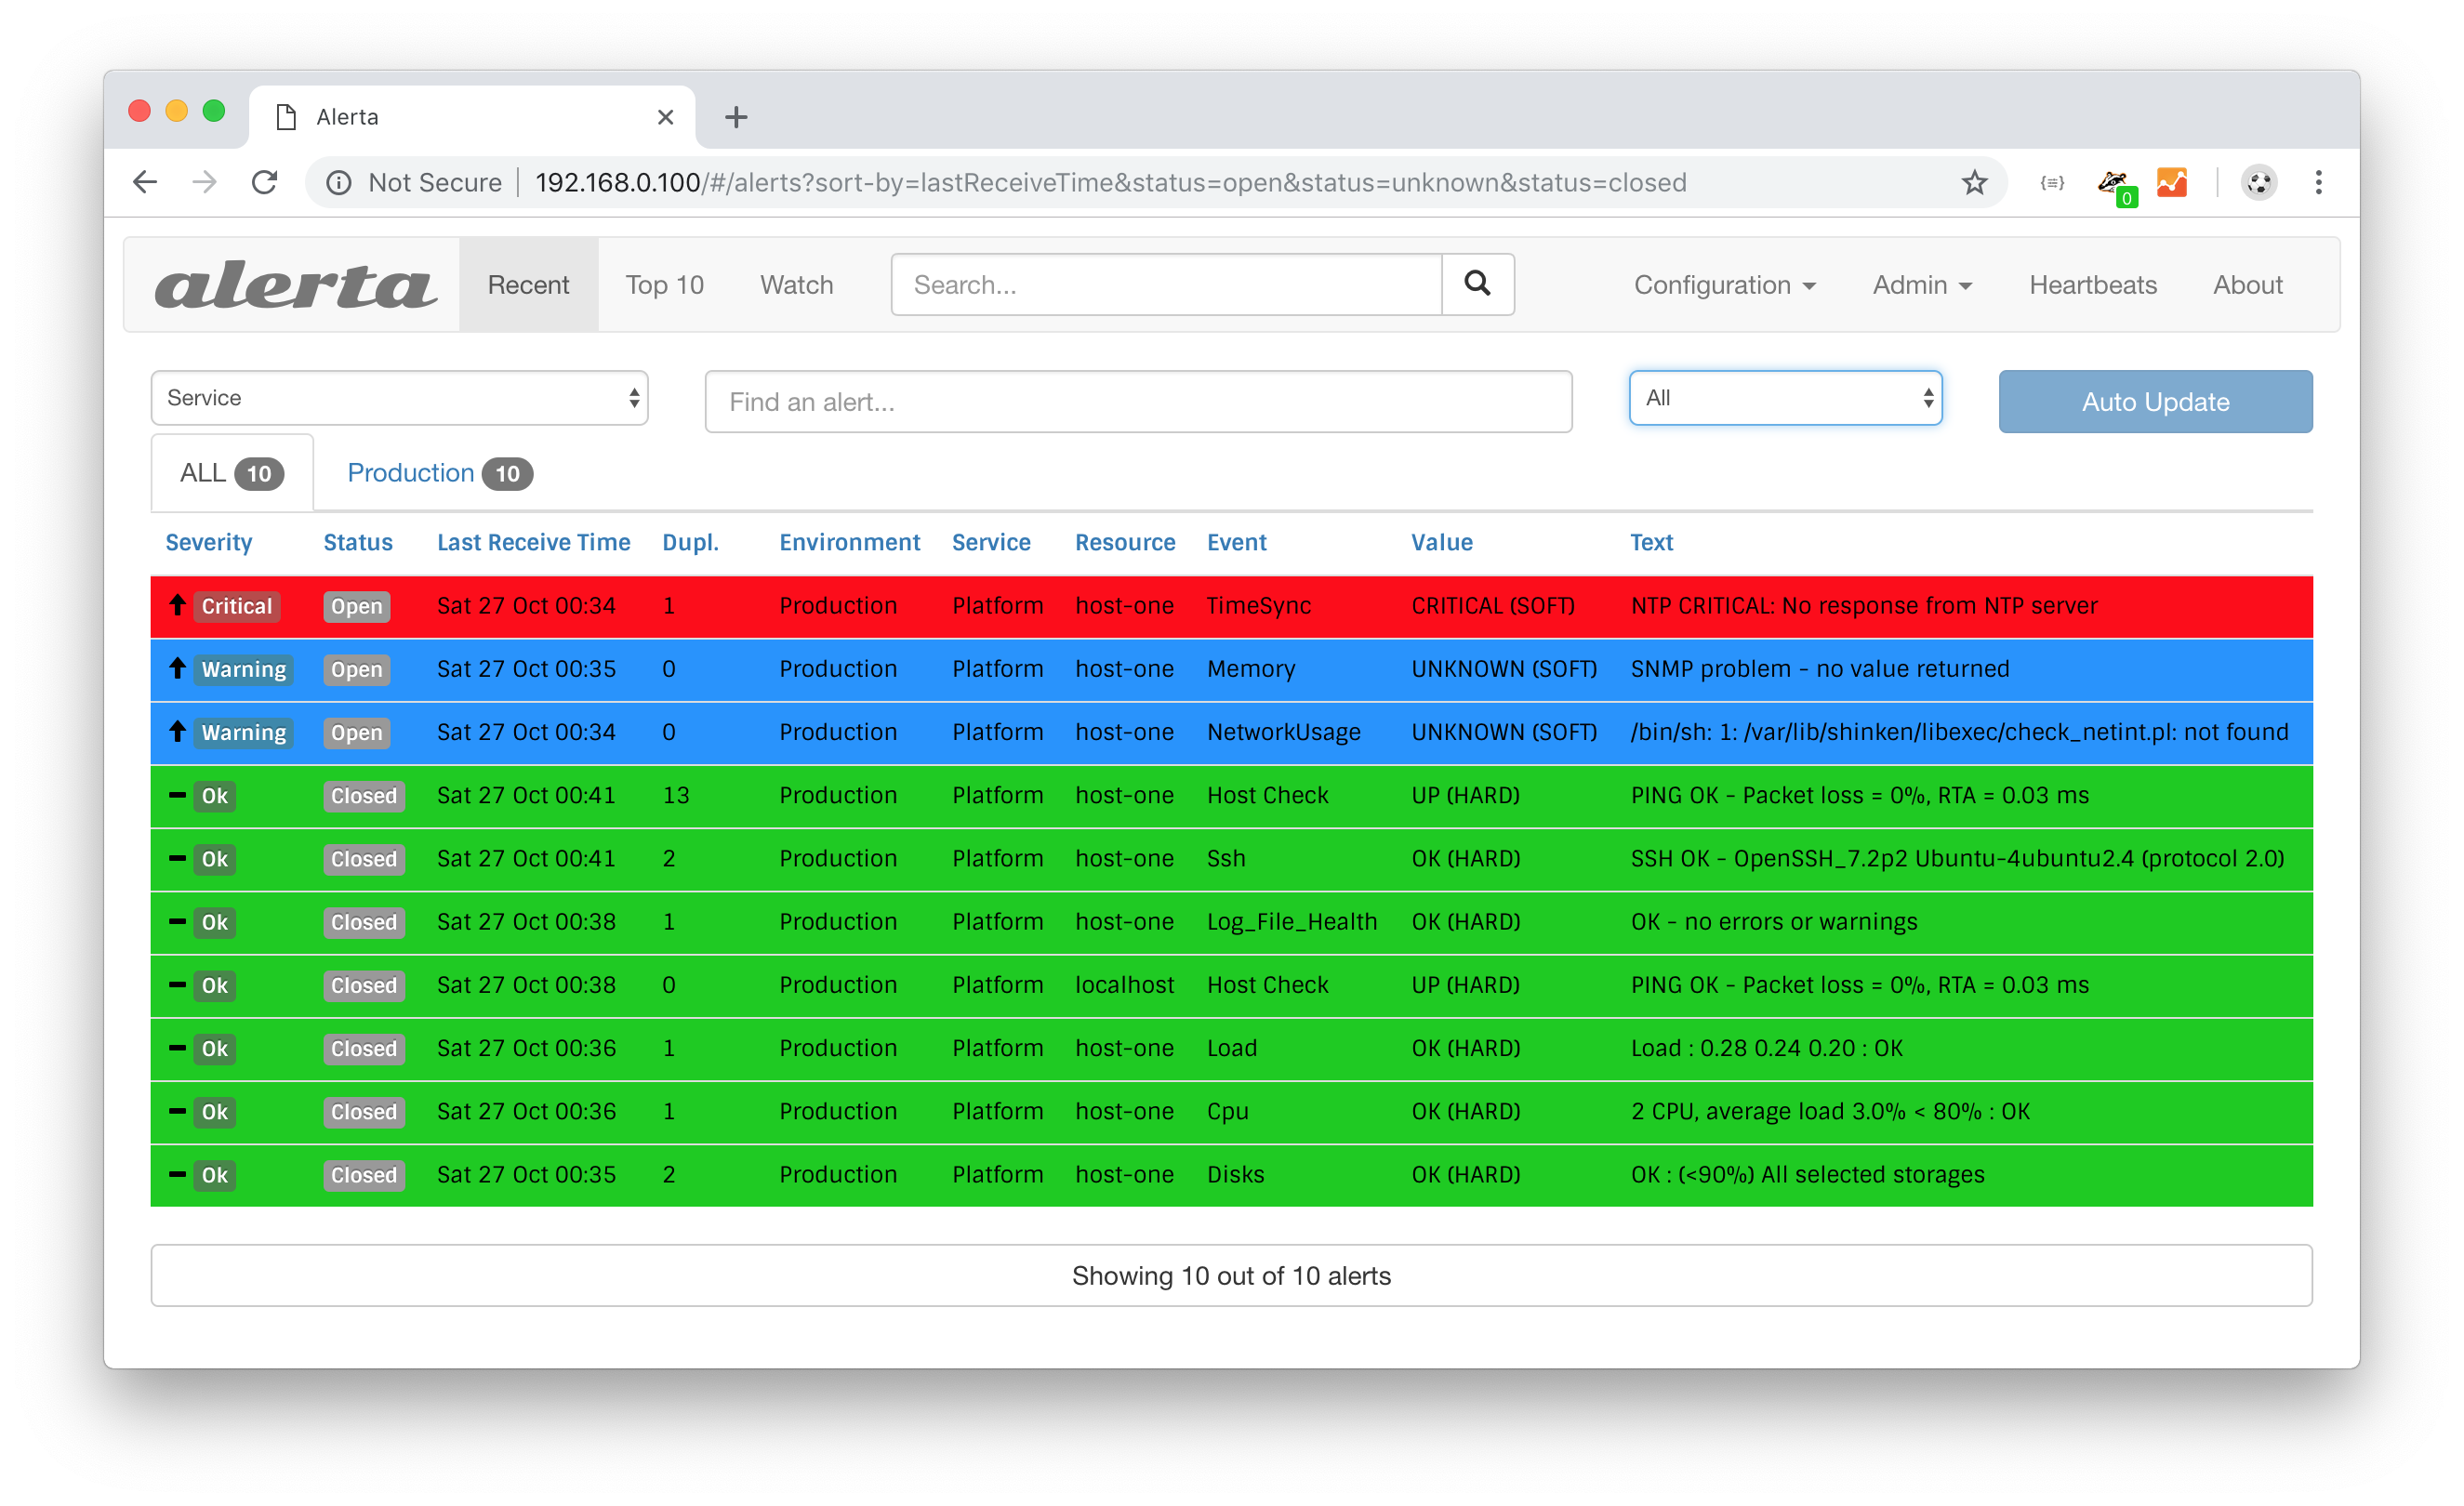 Alerta
Not Secure 192.168.0.100/#/alerts?sort-by=lastReceiveTime&status=open&status=unknown&status=closed
0
alerta Recent Top 10 Watch Search... Configuration Admin Heartbeats About
Service Find an alert... All Auto Update
ALL 10 Production 10
Severity Status Last Receive Time Dupl. Environment Service Resource Event Value Text
Critical Open Sat 27 Oct 00:34 1 Production Platform host-one TimeSync CRITICAL (SOFT) NTP CRITICAL: No response from NTP server
Warning Open Sat 27 Oct 00:35 0 Production Platform host-one Memory UNKNOWN (SOFT) SNMP problem - no value returned
Warning Open Sat 27 Oct 00:34 0 Production Platform host-one NetworkUsage UNKNOWN (SOFT) /bin/sh: 1: /var/lib/shinken/libexec/check_netint.pl: not found
Ok Closed Sat 27 Oct 00:41 13 Production Platform host-one Host Check UP (HARD) PING OK - Packet loss = 0%, RTA = 0.03 ms
Ok Closed Sat 27 Oct 00:41 2 Production Platform host-one Ssh OK (HARD) SSH OK - OpenSSH_7.2p2 Ubuntu-4ubuntu2.4 (protocol 2.0)
Ok Closed Sat 27 Oct 00:38 1 Production Platform host-one Log_File_Health OK (HARD) OK - no errors or warnings
Ok Closed Sat 27 Oct 00:38 0 Production Platform localhost Host Check UP (HARD) PING OK - Packet loss = 0%, RTA = 0.03 ms
Ok Closed Sat 27 Oct 00:36 1 Production Platform host-one Load OK (HARD) Load : 0.28 0.24 0.20 : OK
Ok Closed Sat 27 Oct 00:36 1 Production Platform host-one Cpu OK (HARD) 2 CPU, average load 3.0% < 80% : OK
Ok Closed Sat 27 Oct 00:35 2 Production Platform host-one Disks OK (HARD) OK : (<90%) All selected storages
Showing 10 out of 10 alerts